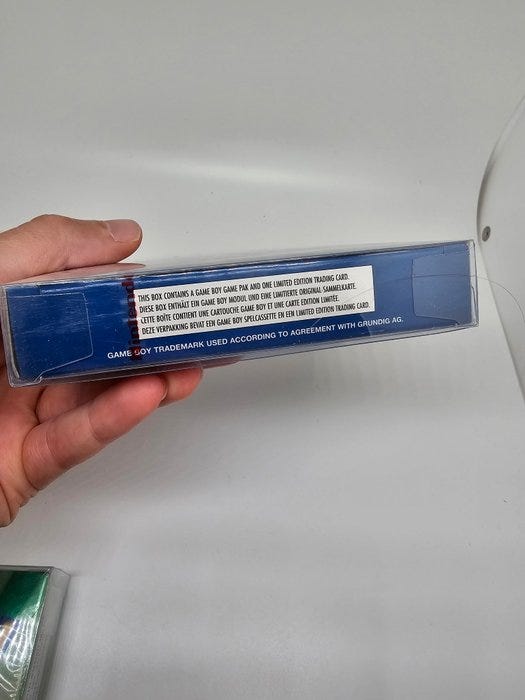 THIS BOX CONTAINS A GAME BOY GAME PAK AND ONE LIMITED EDITION TRADING CARD.
DIESE BOX ENTHÄLT EIN GAME BOY MODUL UND EINE LIMITIERTE ORIGINAL SAMMELKARTE.
CETTE BOÎTE CONTIENT UNE CARTOUCHE GAME BOY ET UNE CARTE EDITION LIMITÉE.
DEZE VERPAKKING BEVAT EEN GAME BOY SPELCASSETTE EN EEN LIMITED EDITION TRADING CARD.
GAME BOY TRADEMARK USED ACCORDING TO AGREEMENT WITH GRUNDIG AG.